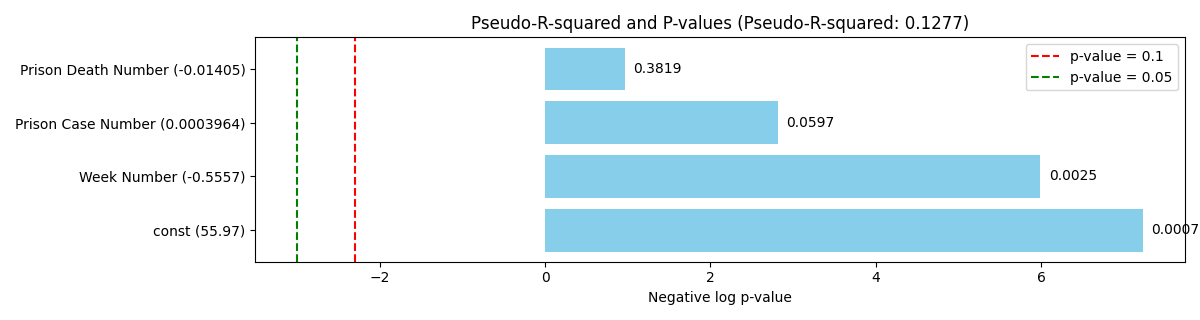 Pseudo-R-squared and P-values (Pseudo-R-squared: 0.1277)
p-value = 0.1
p-value = 0.05
Prison Death Number (-0.01405)
0.3819
Prison Case Number (0.0003964)
0.0597
Week Number (-0.5557)
0.0025
const (55.97)
0.0007
−2
0
2
4
6
Negative log p-value